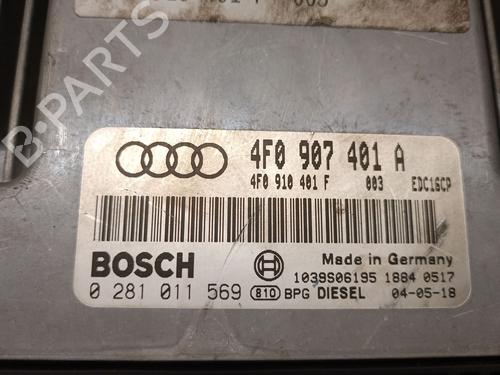 B-PARTS
4F0 907 401 A
4F0 910 401 F 003 EDC16CP
BOSCH
Made in Germany
1039S06195 1884 0517
0 281 011 569 810 BPG DIESEL 04-05-18